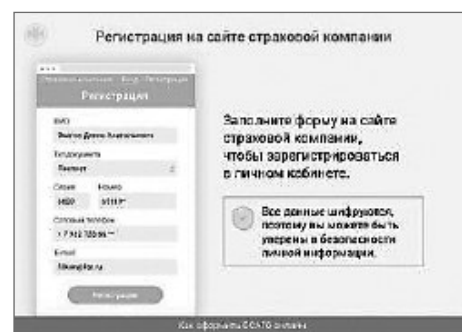 Регистрация на сайте страховой компании
Регистрация
ФИО
Тип документа
Паспорт
Серия Номер
Сотовый телефон
E-mail
Регистрация
Заполните форму на сайте
страховой компании,
чтобы зарегистрироваться
в личном кабинете.
Все данные шифруются,
поэтому вы можете быть
уверены в безопасности
личной информации.
Как оформить ОСАГО онлайн